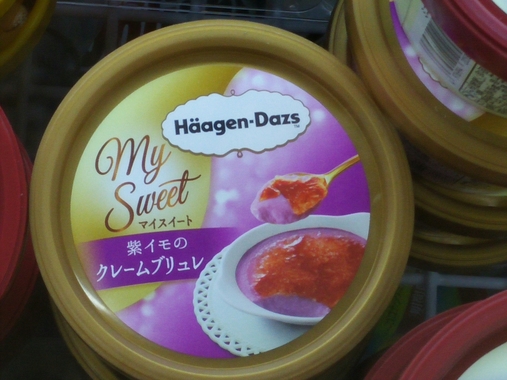 Häagen-Dazs
My
Sweet
マイスイート
紫イモの
クレームブリュレ